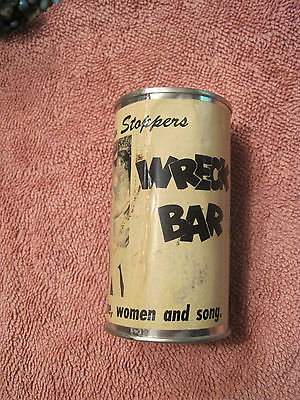 Stoppers
WRECK
BAR
, women and song.